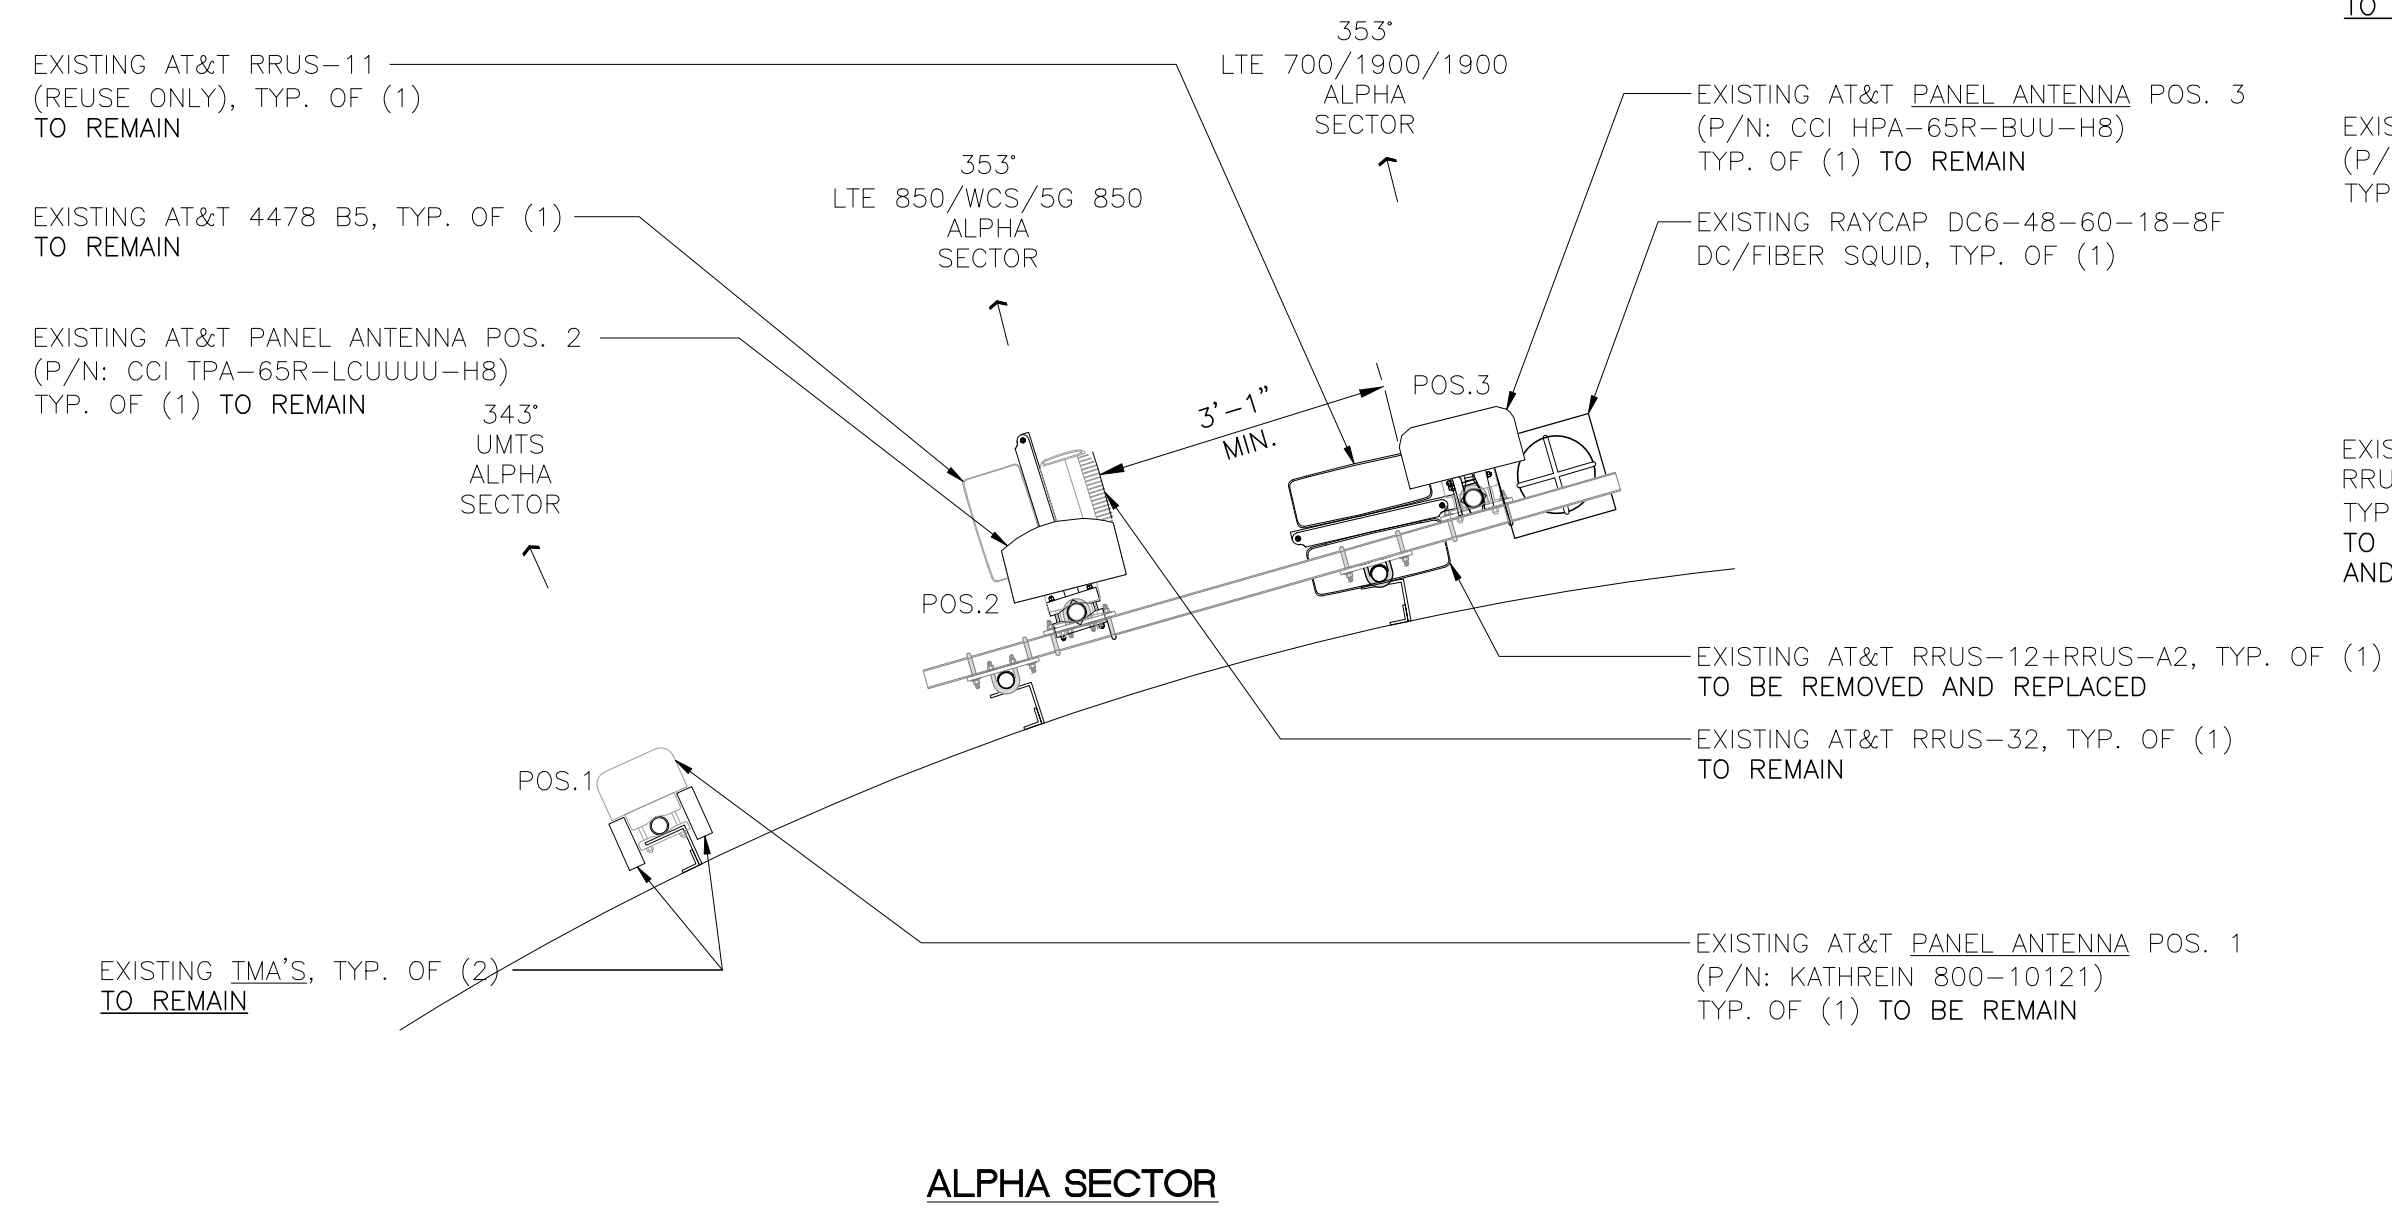 EXISTING AT&T RRUS-11
(REUSE ONLY), TYP. OF (1)
TO REMAIN
EXISTING AT&T 4478 B5, TYP. OF (1)
TO REMAIN
EXISTING AT&T PANEL ANTENNA POS. 2
(P/N: CCI TPA-65R-LCUUUU-H8)
TYP. OF (1) TO REMAIN
343°
UMTS
ALPHA
SECTOR
353°
LTE 850/WCS/5G 850
ALPHA
SECTOR
353°
LTE 700/1900/1900
ALPHA
SECTOR
3'-1"
MIN.
POS.3
POS.2
POS.1
EXISTING AT&T PANEL ANTENNA POS. 3
(P/N: CCI HPA-65R-BUU-H8)
TYP. OF (1) TO REMAIN
EXISTING RAYCAP DC6-48-60-18-8F
DC/FIBER SQUID, TYP. OF (1)
EXISTING AT&T RRUS-12+RRUS-A2, TYP. OF (1)
TO BE REMOVED AND REPLACED
EXISTING AT&T RRUS-32, TYP. OF (1)
TO REMAIN
EXISTING AT&T PANEL ANTENNA POS. 1
(P/N: KATHREIN 800-10121)
TYP. OF (1) TO BE REMAIN
EXISTING TMA'S, TYP. OF (2)
TO REMAIN
TO
(P/
TYP
TYP
TO
AND
ALPHA SECTOR